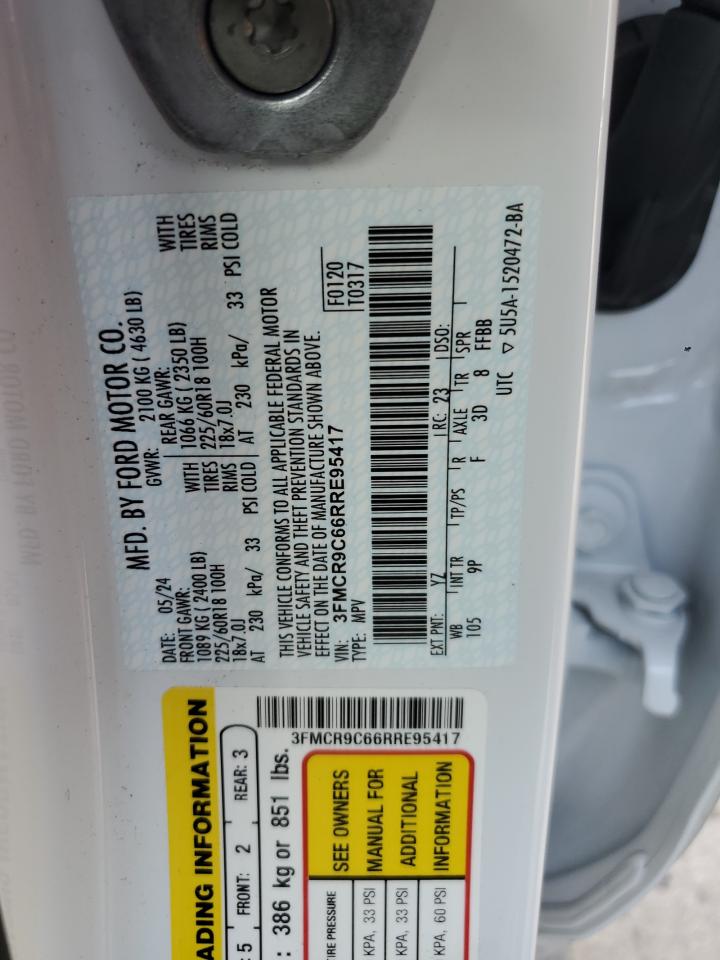 MFD. BY FORD MOTOR CO.
DATE: 05/24 GVWR: 2100 KG ( 4630 LB)
FRONT GAWR: REAR GAWR:
1089 KG (2400 LB) WITH 1066 KG ( 2350 LB) WITH
225/60R18 100H TIRES 225/60R18 100H TIRES
18x7.0J RIMS 18x7.0J RIMS
AT 230 kPa/ 33 PSI COLD AT 230 kPa/ 33 PSI COLD
THIS VEHICLE CONFORMS TO ALL APPLICABLE FEDERAL MOTOR
VEHICLE SAFETY AND THEFT PREVENTION STANDARDS IN
EFFECT ON THE DATE OF MANUFACTURE SHOWN ABOVE.
VIN: 3FMCR9C66RRE95417 F0120
TYPE: MPV T0317
EXT PNT: YZ RC: 23 DSO:
WB INT TR TP/PS R AXLE TR SPR
105 9P F 3D 8 FFBB
UTC ▽ 5U5A-1520472-BA
ADING INFORMATION
: 5 FRONT: 2 REAR: 3
: 386 kg or 851 lbs.
3FMCR9C66RRE95417
TIRE PRESSURE SEE OWNERS
KPA, 33 PSI MANUAL FOR
KPA, 33 PSI ADDITIONAL
KPA, 60 PSI INFORMATION